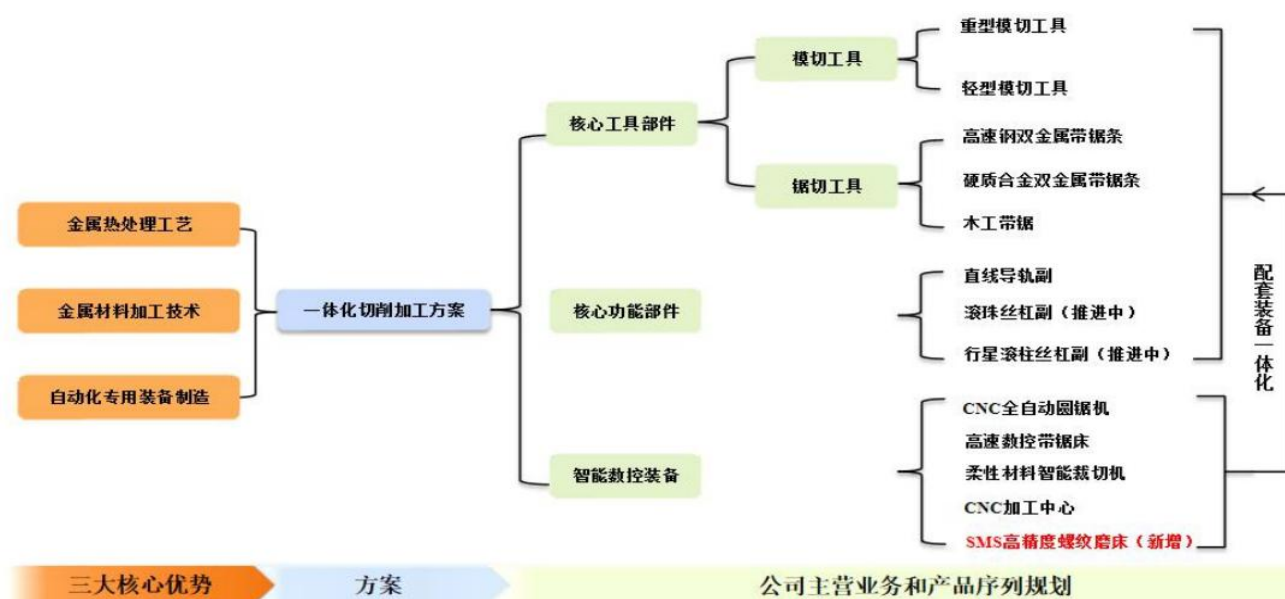 金属热处理工艺
金属材料加工技术
自动化专用装备制造
一体化切削加工方案
核心工具部件
模切工具
重型模切工具
轻型模切工具
锯切工具
高速钢双金属带锯条
硬质合金双金属带锯条
木工带锯
核心功能部件
直线导轨副
滚珠丝杠副（推进中）
行星滚柱丝杠副（推进中）
智能数控装备
CNC全自动圆锯机
高速数控带锯床
柔性材料智能裁切机
CNC加工中心
SMS高精度螺纹磨床（新增）
配套装备一体化
三大核心优势
方案
公司主营业务和产品序列规划